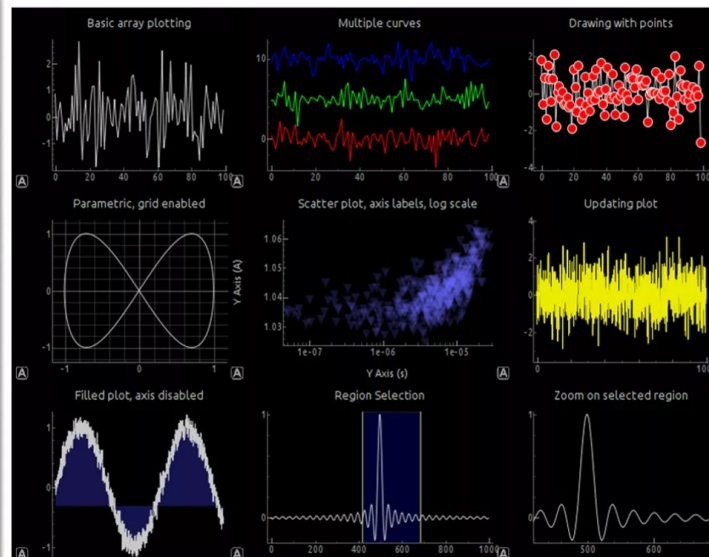 Basic array plotting
Multiple curves
Drawing with points
2
1
0
-1
0 20 40 60 80 100
10
0
0 20 40 60 80 100
2
0
-2
-4
0 20 40 60 80 100
A
A
A
Parametric, grid enabled
Scatter plot, axis labels, log scale
Updating plot
1
0
-1
-1 0 1
Y Axis (A)
1.06
1.05
1.04
1.03
1e-07 1e-06 1e-05
Y Axis (s)
4
2
0
-2
0 100
A
A
A
Filled plot, axis disabled
Region Selection
Zoom on selected region
1
0
-1
1
0
0 200 400 600 800 1000
1
0
500 600
A
A
A